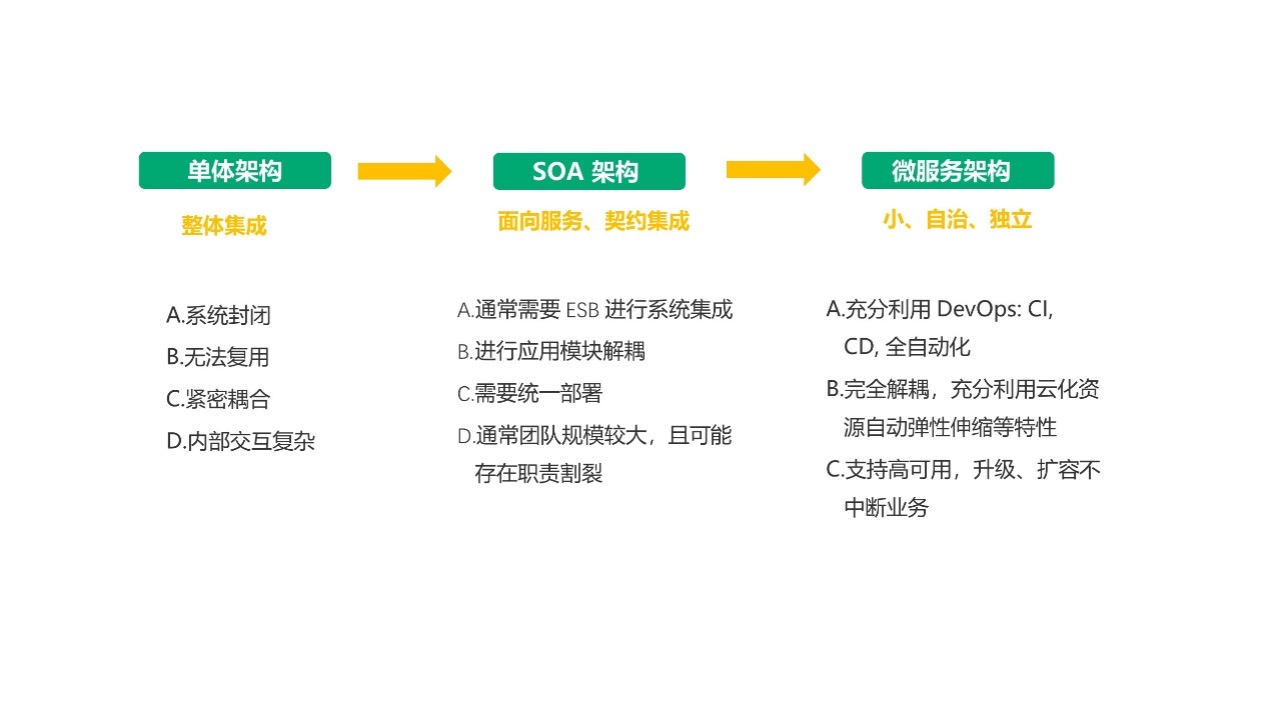 单体架构
整体集成
A.系统封闭
B.无法复用
C.紧密耦合
D.内部交互复杂
SOA 架构
面向服务、契约集成
A.通常需要 ESB 进行系统集成
B.进行应用模块解耦
C.需要统一部署
D.通常团队规模较大，且可能
存在职责割裂
微服务架构
小、自治、独立
A.充分利用 DevOps: CI,
CD, 全自动化
B.完全解耦，充分利用云化资
源自动弹性伸缩等特性
C.支持高可用，升级、扩容不
中断业务